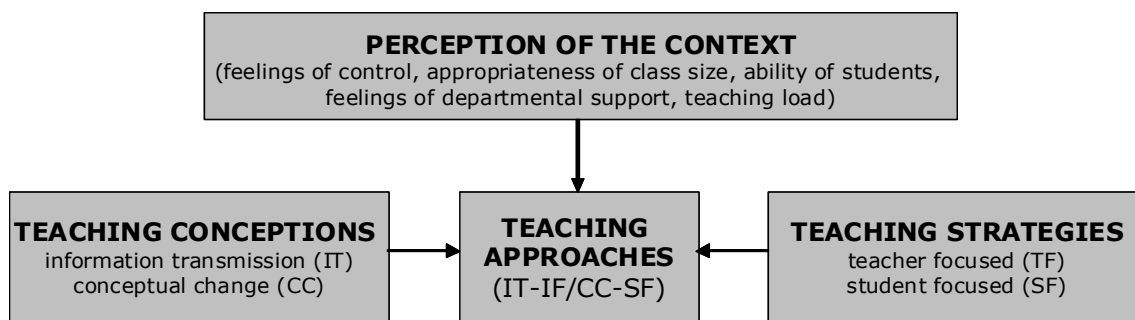 PERCEPTION OF THE CONTEXT
(feelings of control, appropriateness of class size, ability of students,
feelings of departmental support, teaching load)
TEACHING CONCEPTIONS
information transmission (IT)
conceptual change (CC)
TEACHING
APPROACHES
(IT-IF/CC-SF)
TEACHING STRATEGIES
teacher focused (TF)
student focused (SF)